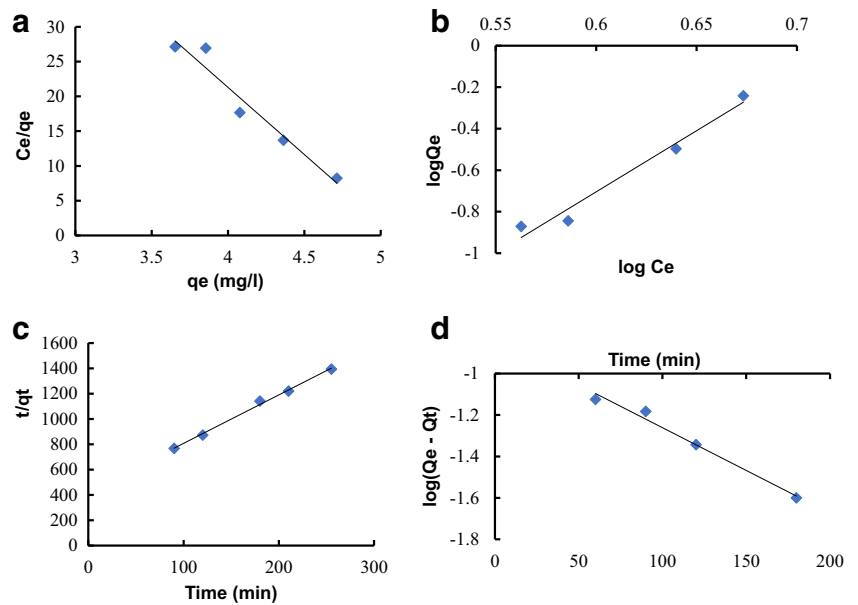 a
30
25
20
15
10
5
0
Ce/qe
3 3.5 4 4.5 5
qe (mg/l)
b
0.55 0.6 0.65 0.7
0
-0.2
-0.4
-0.6
-0.8
-1
logQe
log Ce
c
1600
1400
1200
1000
800
600
400
200
0
t/qt
0 100 200 300
Time (min)
d
Time (min)
-1
-1.2
-1.4
-1.6
-1.8
log(Qe - Qt)
0 50 100 150 200